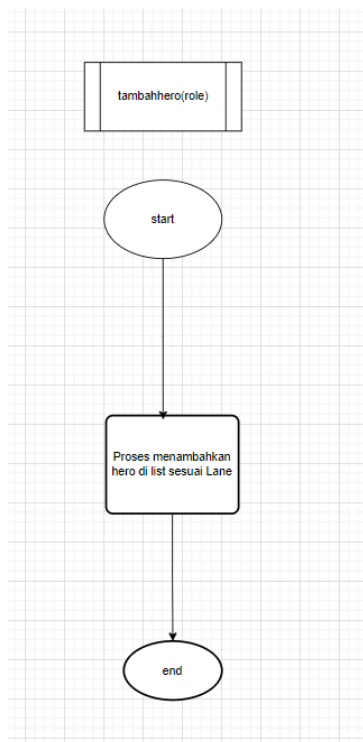 tambahhero(role)
start
Proses menambahkan
hero di list sesuai Lane
end